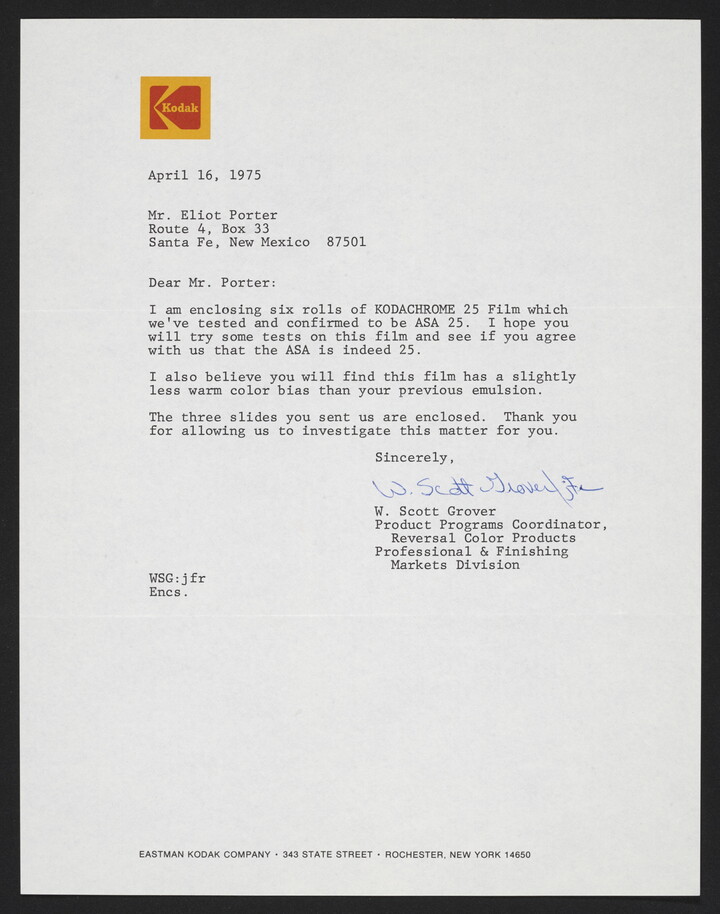 Kodak
April 16, 1975
Mr. Eliot Porter
Route 4, Box 33
Santa Fe, New Mexico  87501
Dear Mr. Porter:
I am enclosing six rolls of KODACHROME 25 Film which
we've tested and confirmed to be ASA 25.  I hope you
will try some tests on this film and see if you agree
with us that the ASA is indeed 25.
I also believe you will find this film has a slightly
less warm color bias than your previous emulsion.
The three slides you sent us are enclosed.  Thank you
for allowing us to investigate this matter for you.
Sincerely,
W. Scott Grover/jfr
W. Scott Grover
Product Programs Coordinator,
Reversal Color Products
Professional & Finishing
Markets Division
WSG:jfr
Encs.
EASTMAN KODAK COMPANY • 343 STATE STREET • ROCHESTER, NEW YORK 14650